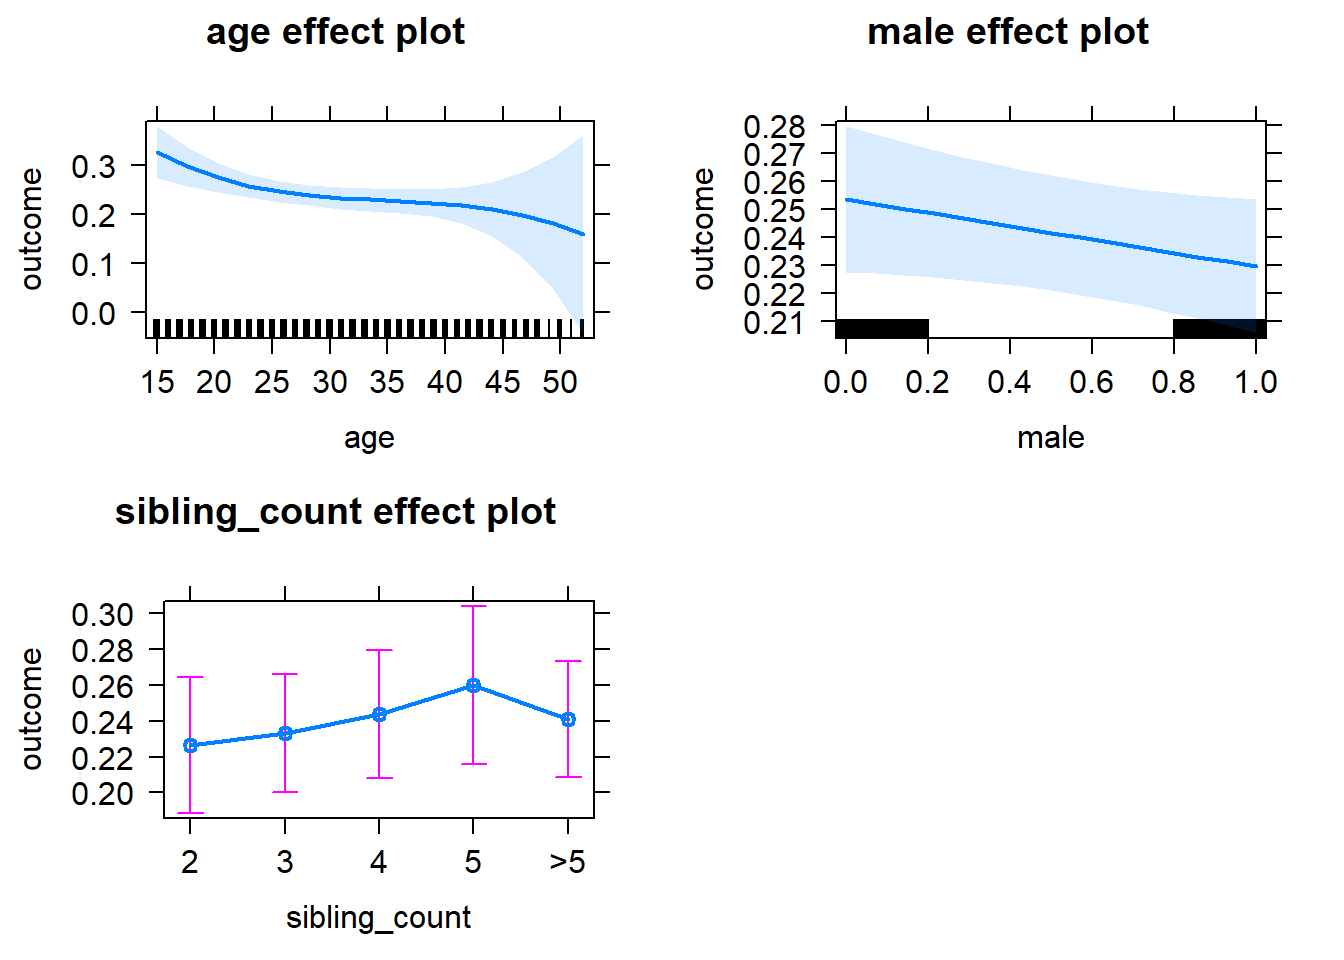 age effect plot
outcome
0.3
0.2
0.1
0.0
15 20 25 30 35 40 45 50
age
male effect plot
outcome
0.28
0.27
0.26
0.25
0.24
0.23
0.22
0.21
0.0 0.2 0.4 0.6 0.8 1.0
male
sibling_count effect plot
outcome
0.30
0.28
0.26
0.24
0.22
0.20
2 3 4 5 >5
sibling_count